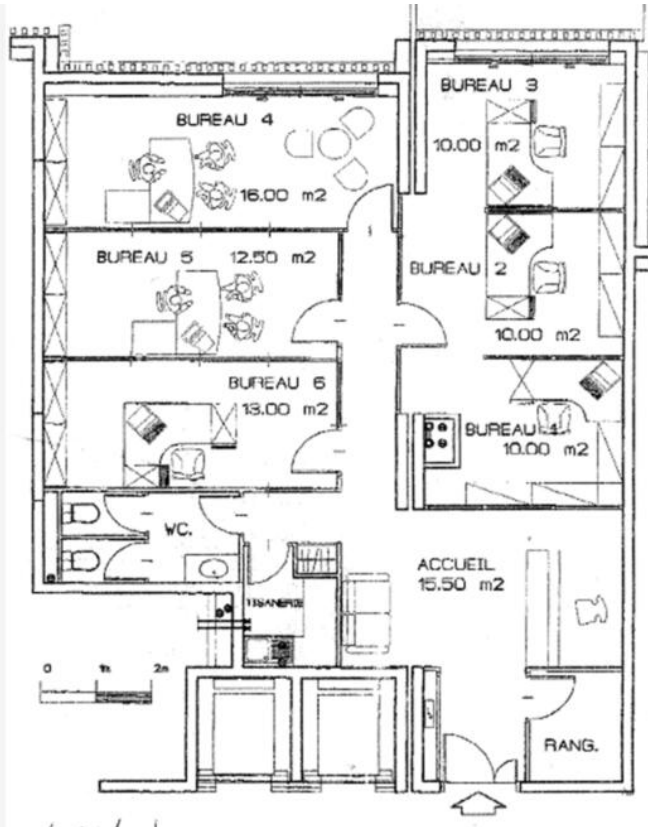 BUREAU 3
10.00 m2
BUREAU 4
16.00 m2
BUREAU 5 12.50 m2
BUREAU 2
10.00 m2
BUREAU 6
13.00 m2
BUREAU 1
10.00 m2
WC.
ACCUEIL
15.50 m2
TISANERIE
0 1m 2m
RANG.